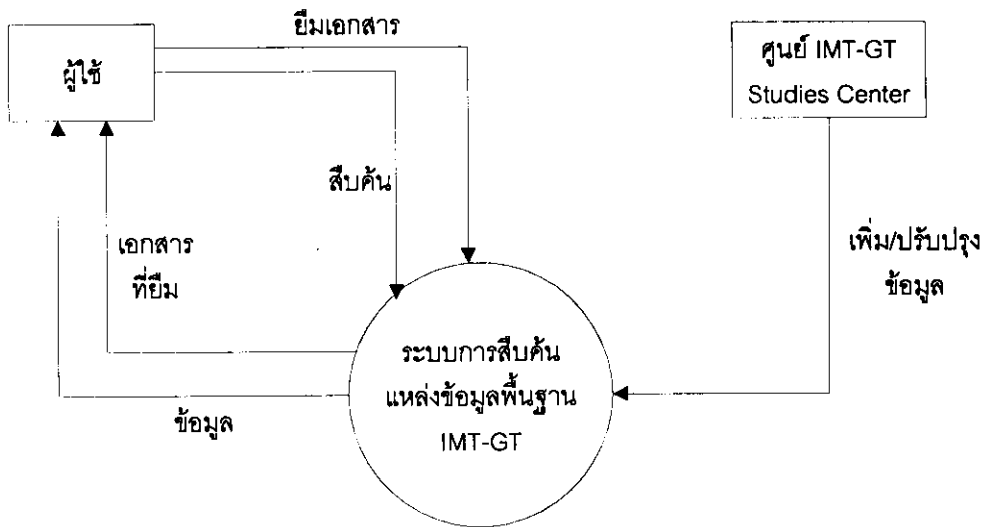 ยืมเอกสาร
ผู้ใช้
ศูนย์ IMT-GT
Studies Center
สืบค้น
เอกสาร
ที่ยืม
เพิ่ม/ปรับปรุง
ข้อมูล
ระบบการสืบค้น
แหล่งข้อมูลพื้นฐาน
IMT-GT
ข้อมูล